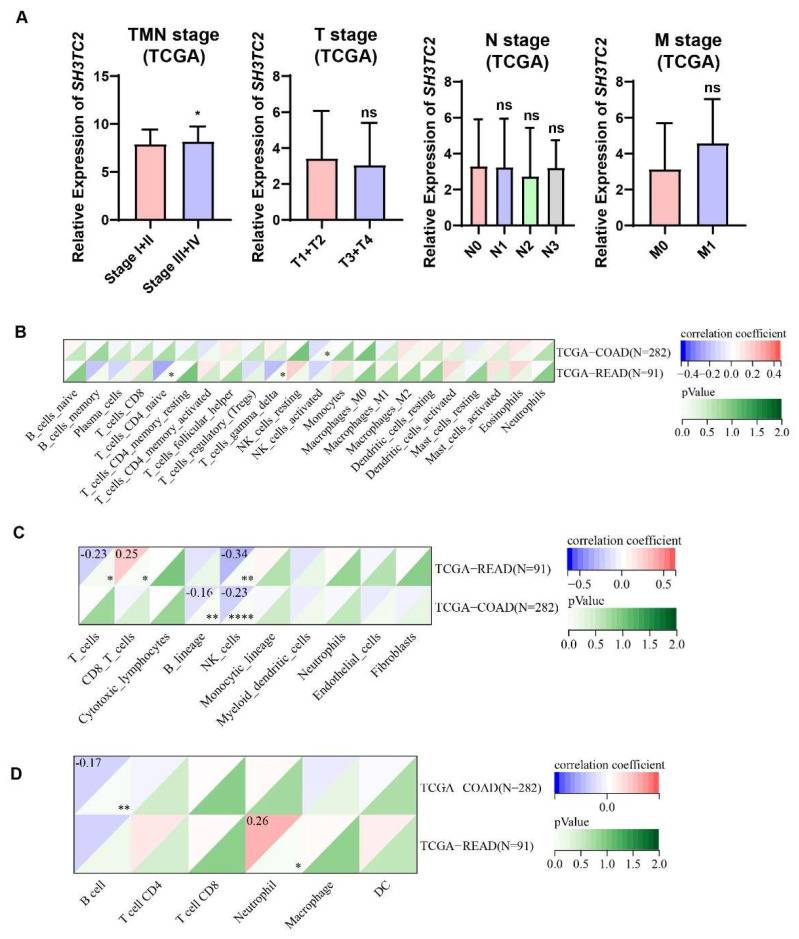 A
TMN stage
(TCGA)
Relative Expression of SH3TC2
15
10
5
0
*
Stage I+II
Stage III+IV
T stage
(TCGA)
Relative Expression of SH3TC2
8
6
4
2
0
ns
T1+T2
T3+T4
N stage
(TCGA)
Relative Expression of SH3TC2
8
6
4
2
0
ns
ns
ns
N0
N1
N2
N3
M stage
(TCGA)
Relative Expression of SH3TC2
8
6
4
2
0
ns
M0
M1
B
* TCGA−COAD(N=282)
* * TCGA−READ(N=91)
B_cells_naive
B_cells_memory
Plasma_cells
T_cells_CD8
T_cells_CD4_naive
T_cells_CD4_memory_resting
T_cells_CD4_memory_activated
T_cells_follicular_helper
T_cells_regulatory (Tregs)
T_cells_gamma_delta
NK_cells_resting
NK_cells_activated
Monocytes
Macrophages_M0
Macrophages_M1
Macrophages_M2
Dendritic_cells_resting
Dendritic_cells_activated
Mast_cells_resting
Mast_cells_activated
Eosinophils
Neutrophils
correlation coefficient
−0.4 −0.2 0.0 0.2 0.4
pValue
0.0 0.5 1.0 1.5 2.0
C
-0.23 0.25 -0.34
* * ** TCGA−READ(N=91)
-0.16 -0.23
** **** TCGA−COAD(N=282)
T_cells
CD8_T_cells
Cytotoxic_lymphocytes
B_lineage
NK_cells
Monocytic_lineage
Myeloid_dendritic_cells
Neutrophils
Endothelial_cells
Fibroblasts
correlation coefficient
−0.5 0.0 0.5
pValue
0.0 0.5 1.0 1.5 2.0
D
-0.17
** TCGA−COAD(N=282)
0.26
* TCGA−READ(N=91)
B cell
T cell CD4
T cell CD8
Neutrophil
Macrophage
DC
correlation coefficient
0.0
pValue
0.0 0.5 1.0 1.5 2.0